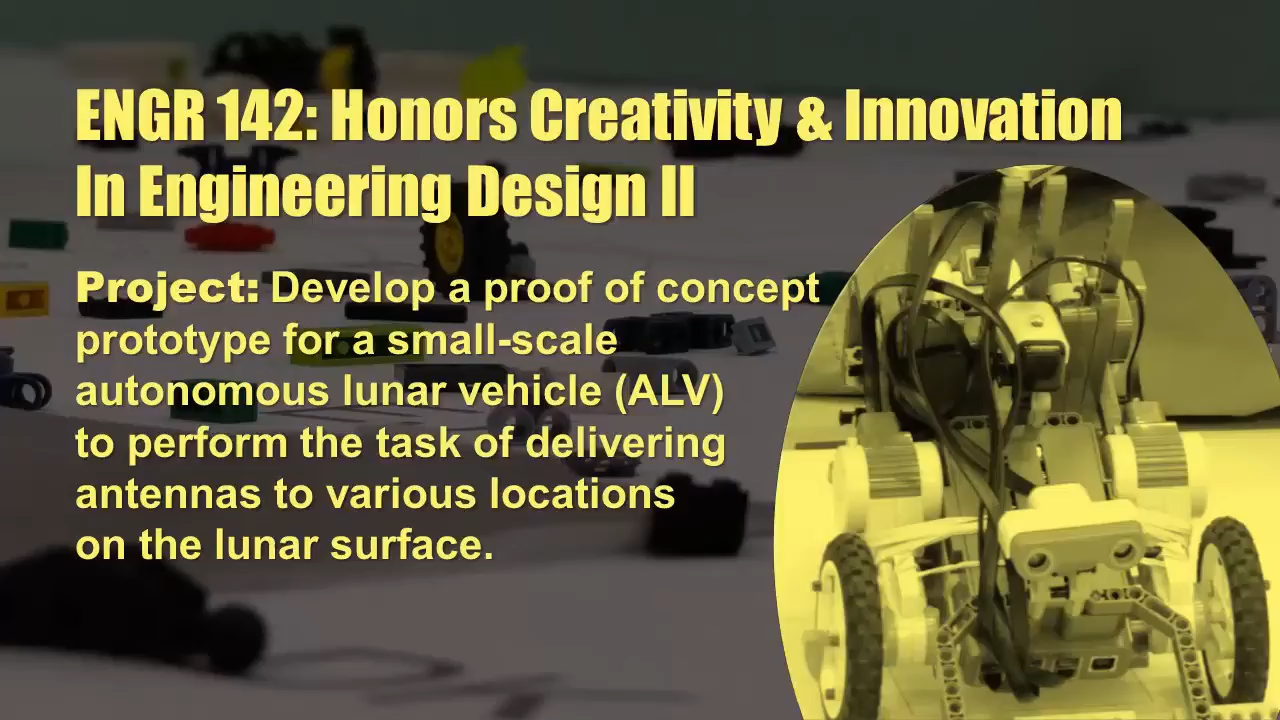 ENGR 142: Honors Creativity & Innovation
In Engineering Design II
Project: Develop a proof of concept
prototype for a small-scale
autonomous lunar vehicle (ALV)
to perform the task of delivering
antennas to various locations
on the lunar surface.